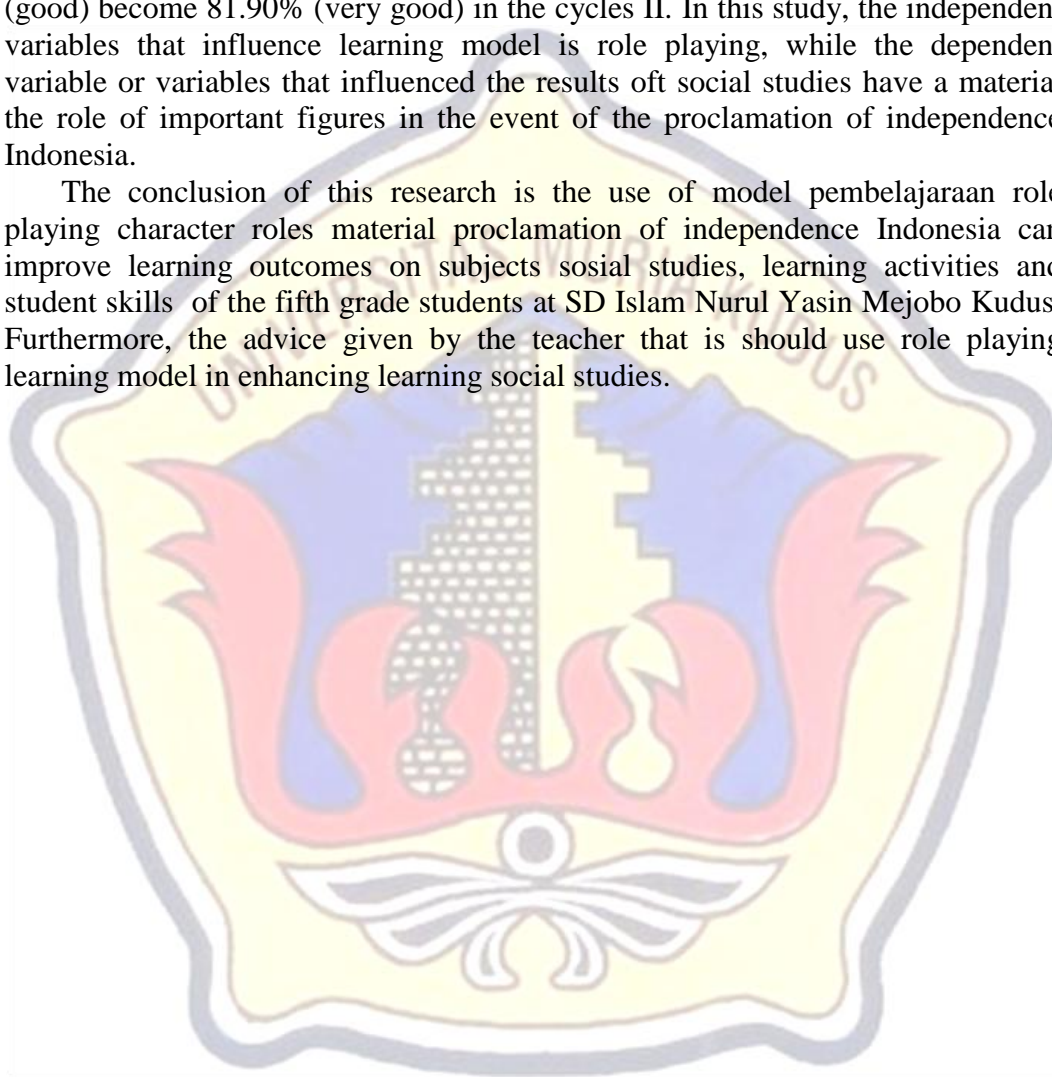 (good) become 81.90% (very good) in the cycles II. In this study, the independen
variables that influence learning model is role playing, while the dependen
variable or variables that influenced the results oft social studies have a materia
the role of important figures in the event of the proclamation of independence
Indonesia.
The conclusion of this research is the use of model pembelajaraan role
playing character roles material proclamation of independence Indonesia can
improve learning outcomes on subjects sosial studies, learning activities and
student skills of the fifth grade students at SD Islam Nurul Yasin Mejobo Kudus
Furthermore, the advice given by the teacher that is should use role playing
learning model in enhancing learning social studies.
UNIVERSITAS MURIA KUDUS